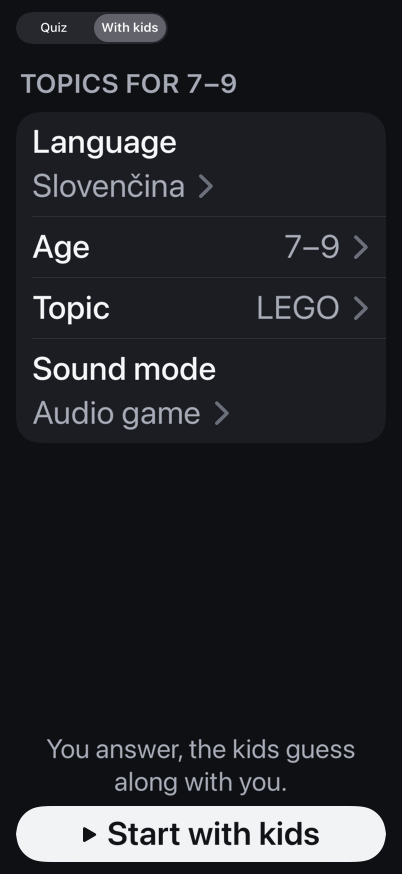 Quiz
With kids
TOPICS FOR 7–9
Language
Slovenčina
Age
7–9
Topic
LEGO
Sound mode
Audio game
You answer, the kids guess
along with you.
Start with kids